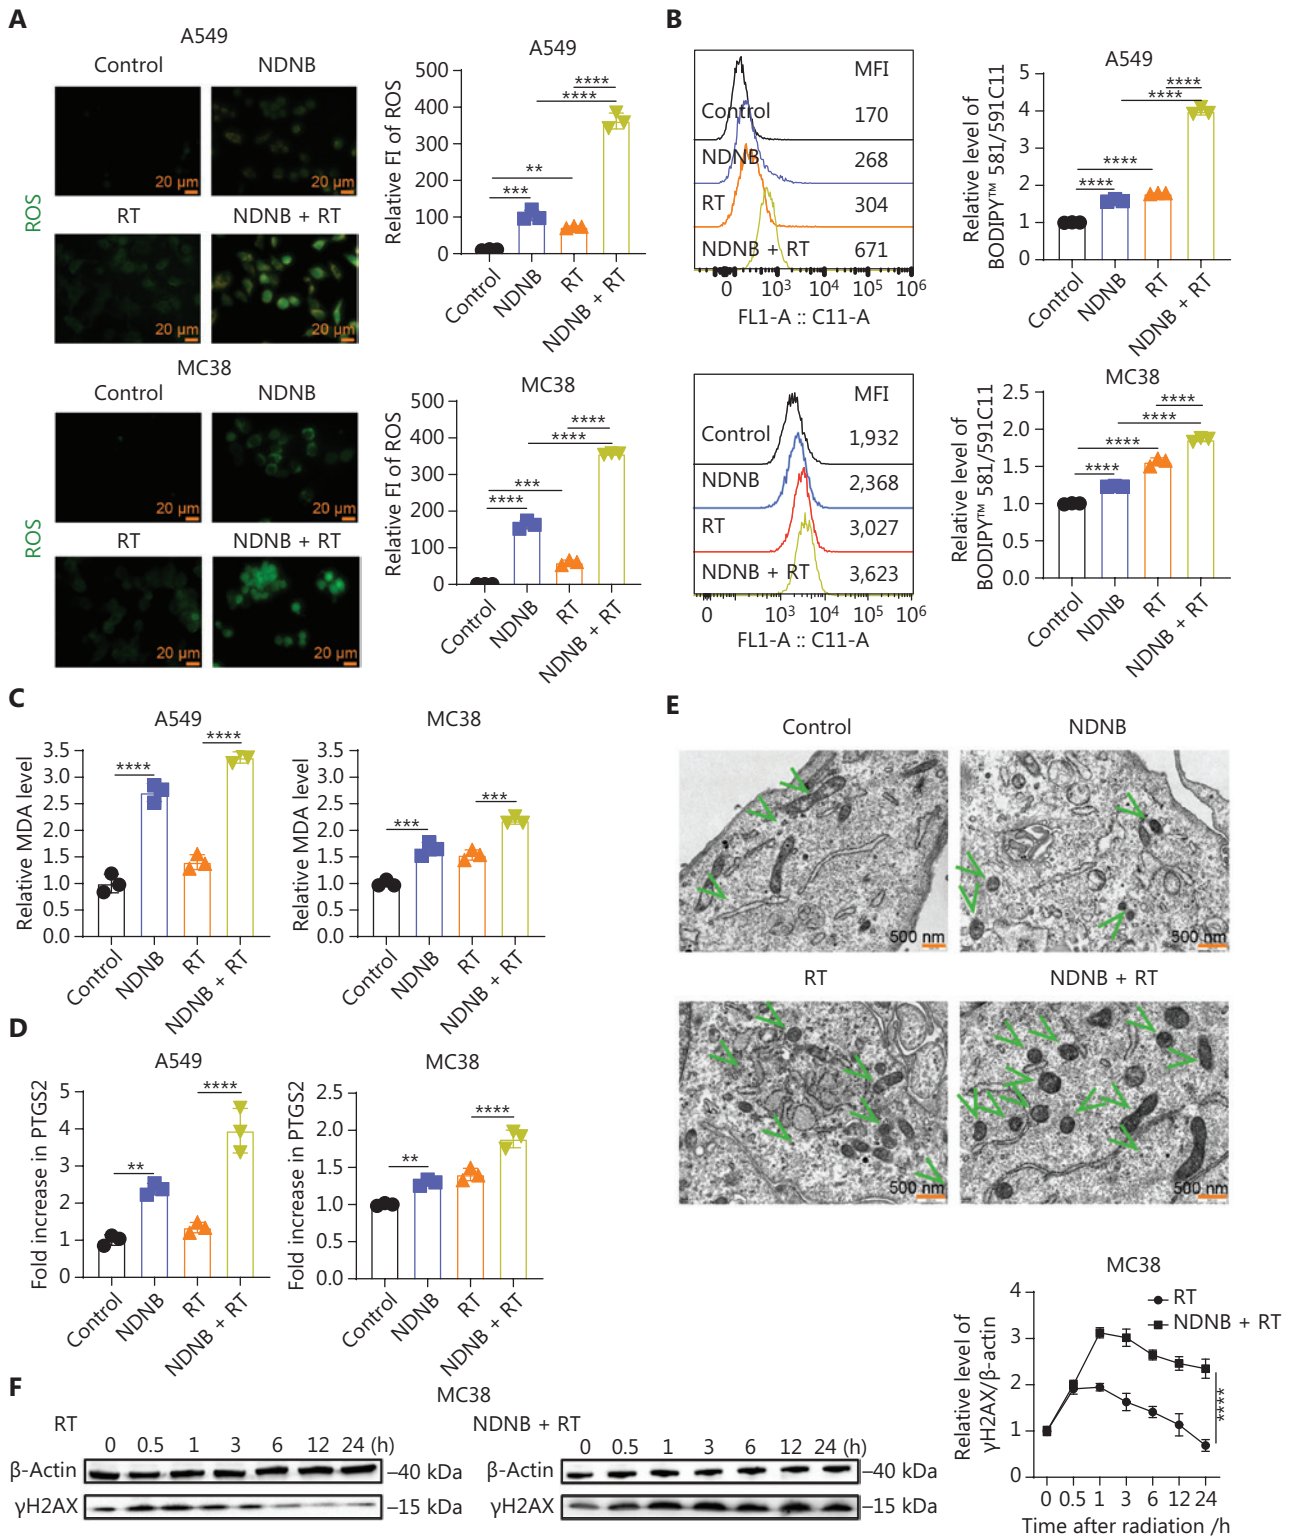 A
A549
Control
NDNB
20 µm
20 µm
RT
NDNB + RT
20 µm
20 µm
ROS
MC38
Control
NDNB
20 µm
20 µm
RT
NDNB + RT
20 µm
20 µm
ROS
A549
Relative FI of ROS
500
400
300
200
100
0
****
****
**
***
Control
NDNB
RT
NDNB + RT
MC38
Relative FI of ROS
500
400
300
200
100
0
****
****
***
****
Control
NDNB
RT
NDNB + RT
B
MFI
Control 170
NDNB 268
RT 304
NDNB + RT 671
0 10³ 10⁴ 10⁵ 10⁶
FL1-A :: C11-A
MFI
Control 1,932
NDNB 2,368
RT 3,027
NDNB + RT 3,623
0 10³ 10⁴ 10⁵ 10⁶
FL1-A :: C11-A
A549
Relative level of
BODIPY™ 581/591C11
5
4
3
2
1
0
****
****
****
****
Control
NDNB
RT
NDNB + RT
MC38
Relative level of
BODIPY™ 581/591C11
2.5
2.0
1.5
1.0
0.5
0.0
****
****
****
****
Control
NDNB
RT
NDNB + RT
C
A549
Relative MDA level
3.5
3.0
2.5
2.0
1.5
1.0
0.5
0.0
****
****
Control
NDNB
RT
NDNB + RT
MC38
Relative MDA level
3.5
3.0
2.5
2.0
1.5
1.0
0.5
0.0
***
***
Control
NDNB
RT
NDNB + RT
D
A549
Fold increase in PTGS2
5
4
3
2
1
0
**
****
Control
NDNB
RT
NDNB + RT
MC38
Fold increase in PTGS2
2.5
2.0
1.5
1.0
0.5
0.0
**
****
Control
NDNB
RT
NDNB + RT
E
Control
NDNB
500 nm
500 nm
RT
NDNB + RT
500 nm
500 nm
F
MC38
RT
0 0.5 1 3 6 12 24 (h)
β-Actin –40 kDa
γH2AX –15 kDa
NDNB + RT
0 0.5 1 3 6 12 24 (h)
β-Actin –40 kDa
γH2AX –15 kDa
MC38
Relative level of
γH2AX/β-actin
4
3
2
1
0
RT
NDNB + RT
****
0 0.5 1 3 6 12 24
Time after radiation /h